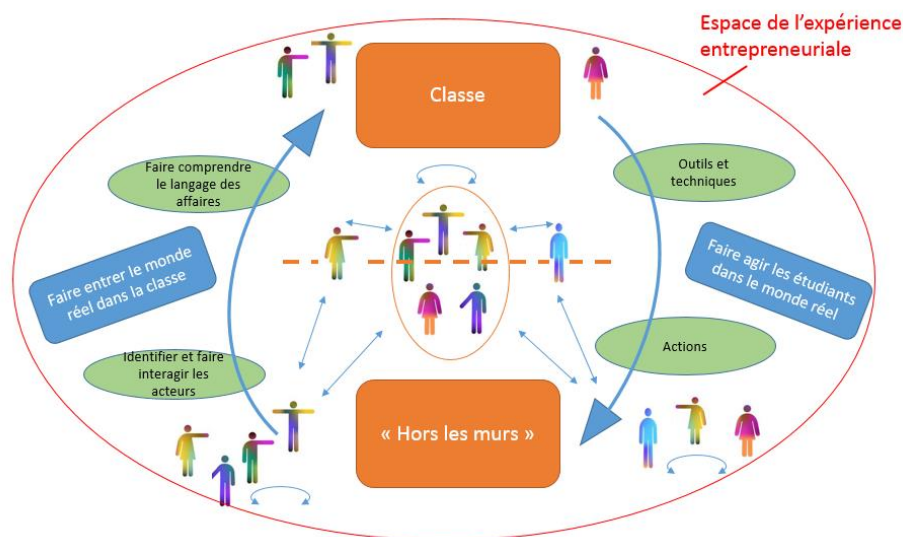 Espace de l’expérience
entrepreneuriale
Classe
Faire comprendre
le langage des
affaires
Outils et
techniques
Faire entrer le monde
réel dans la classe
Faire agir les étudiants
dans le monde réel
Identifier et faire
interagir les
acteurs
Actions
« Hors les murs »